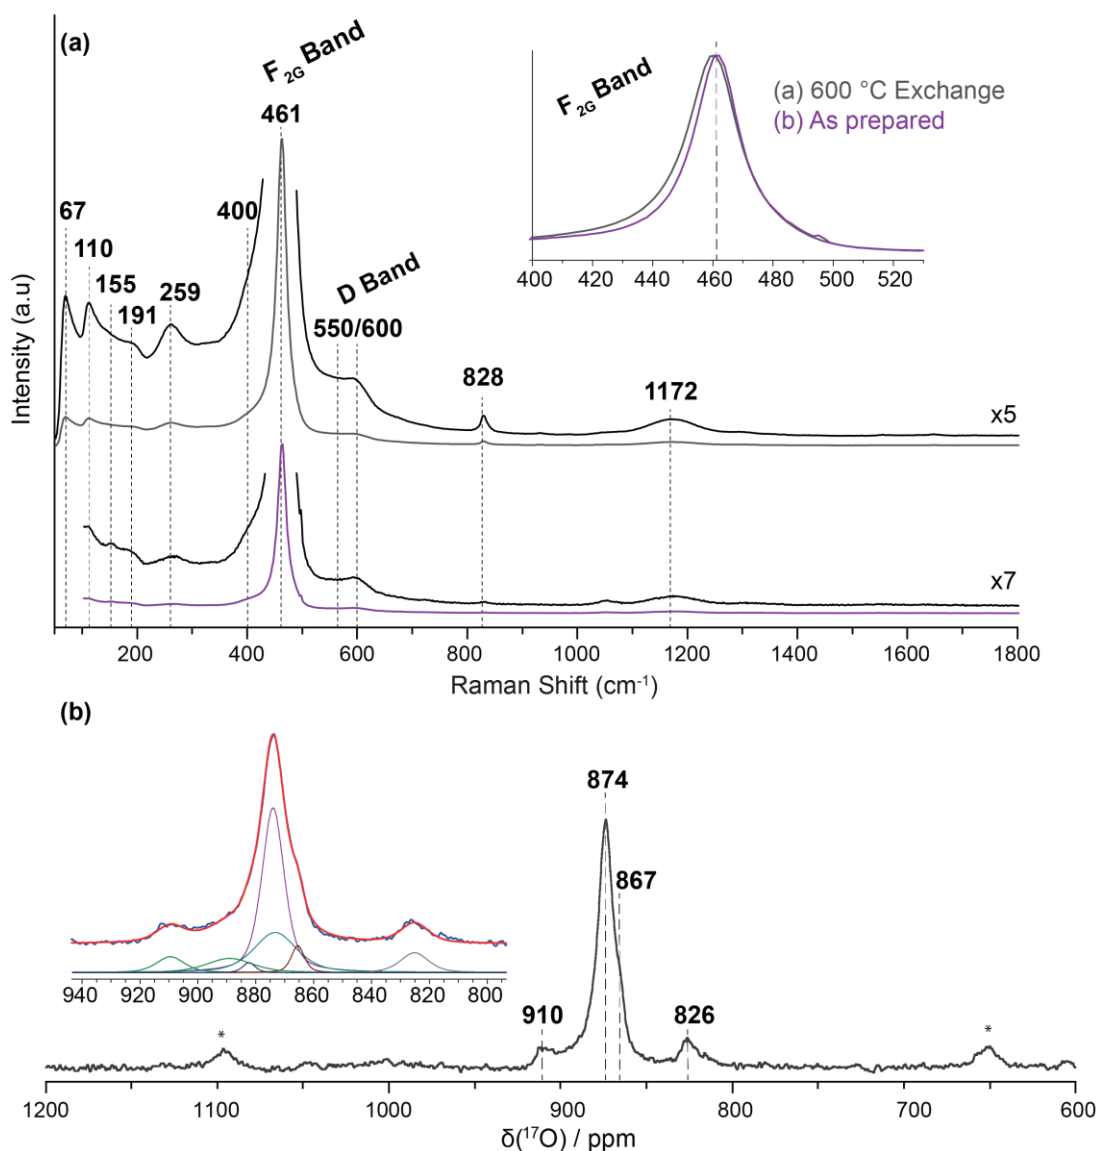 (a)
F2G Band
461
67
110
155
191
259
400
D Band
550/600
828
1172
x5
x7
Intensity (a.u)
200 400 600 800 1000 1200 1400 1600 1800
Raman Shift (cm-1)
F2G Band
(a) 600 °C Exchange
(b) As prepared
400 420 440 460 480 500 520
(b)
940 920 900 880 860 840 820 800
874
867
910
826
*
*
1200 1100 1000 900 800 700 600
δ(17O) / ppm